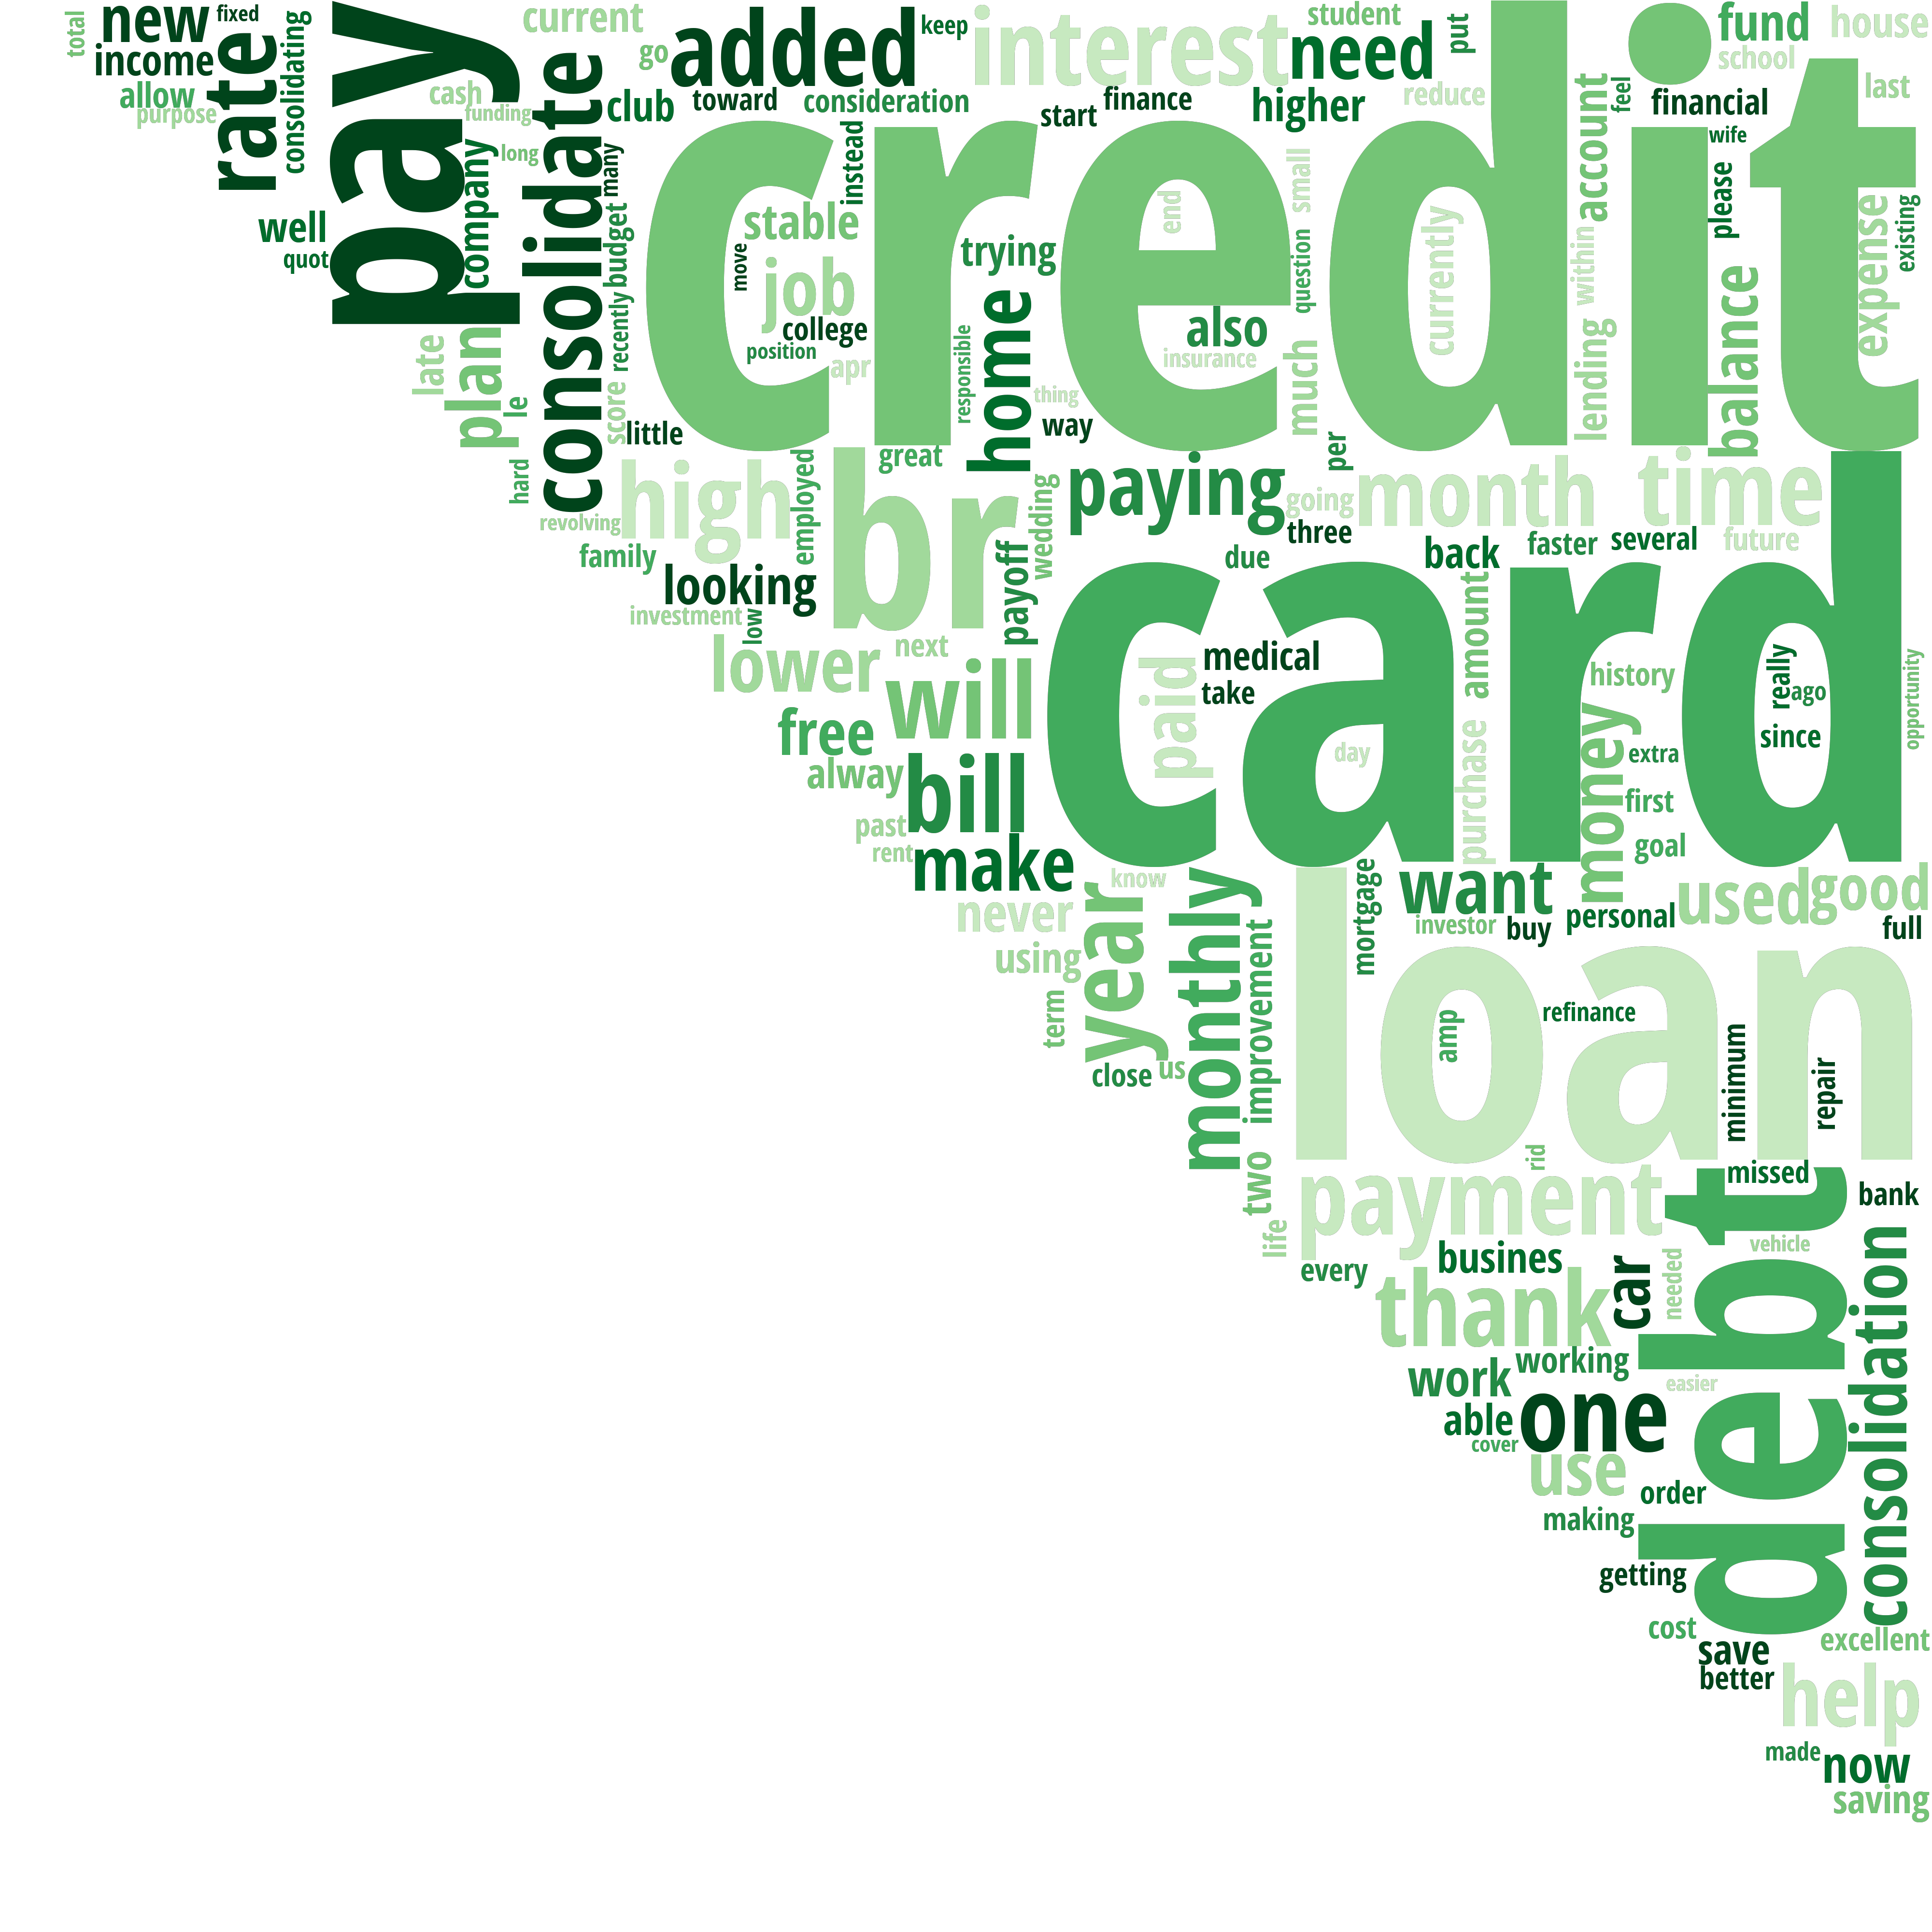 total
new
fixed
income
rate
consolidating
allow
purpose
well
quot
pay
current
go
added
keep
interest
student
need
put
fund
house
school
last
cash
funding
company
long
consolidate
many
club
toward
consideration
start
finance
higher
reduce
account
feel
financial
wife
please
existing
expense
credit
instead
stable
job
move
college
position
apr
budget
recently
score
little
trying
home
responsible
end
also
insurance
thing
way
small
question
much
currently
within
lending
balance
late
plan
le
hard
revolving
high
employed
great
br
family
looking
investment
low
lower
next
payoff
wedding
paying
per
going
three
month
time
due
back
faster
several
future
card
will
free
alway
bill
past
rent
make
medical
take
paid
day
amount
purchase
history
money
extra
first
goal
really
ago
since
opportunity
never
know
using
year
term
close
us
monthly
improvement
mortgage
want
investor
buy
personal
used
good
full
loan
amp
refinance
minimum
repair
two
life
every
rid
payment
missed
bank
busines
thank
car
needed
vehicle
debt
consolidation
work
working
easier
able
cover
one
use
order
making
getting
cost
save
better
excellent
help
made
now
saving